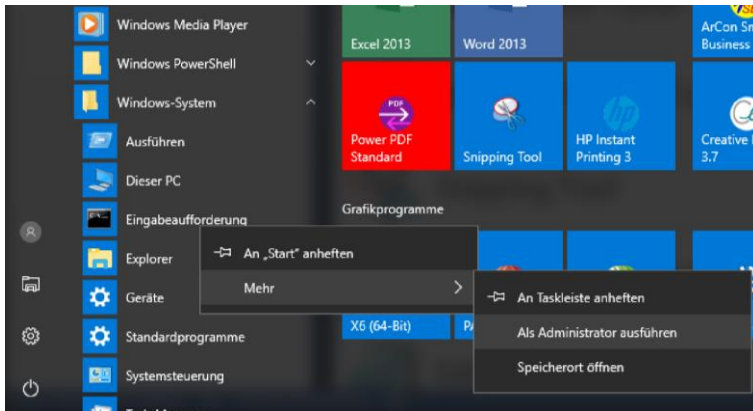 Windows Media Player
Windows PowerShell
Windows-System
Ausführen
Dieser PC
Eingabeaufforderung
Explorer
Geräte
Standardprogramme
Systemsteuerung
An „Start" anheften
Mehr
An Taskleiste anheften
Als Administrator ausführen
Speicherort öffnen
Excel 2013
Word 2013
ArCon
Business
PDF
Power PDF
Standard
Snipping Tool
hp
HP Instant
Printing 3
Creative
3.7
Grafikprogramme
X6 (64-Bit)